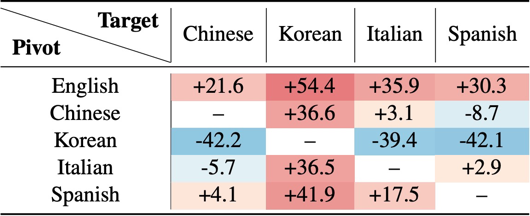 Target
Pivot Chinese Korean Italian Spanish
English +21.6 +54.4 +35.9 +30.3
Chinese – +36.6 +3.1 -8.7
Korean -42.2 – -39.4 -42.1
Italian -5.7 +36.5 – +2.9
Spanish +4.1 +41.9 +17.5 –